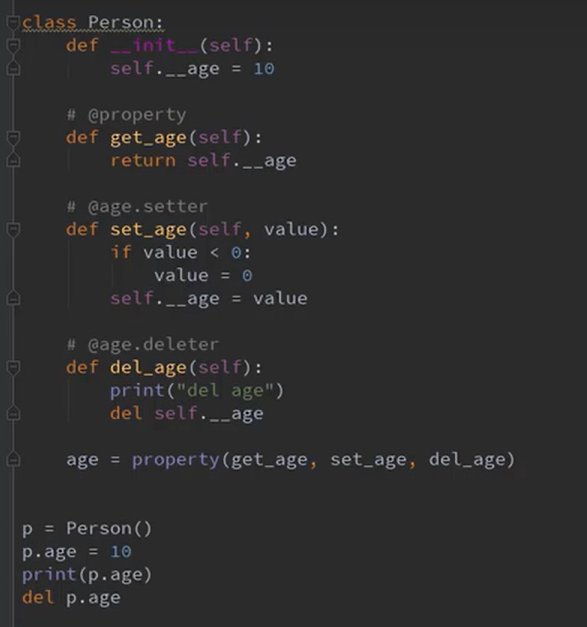 class Person:
    def __init__(self):
        self.__age = 10

    # @property
    def get_age(self):
        return self.__age

    # @age.setter
    def set_age(self, value):
        if value < 0:
            value = 0
        self.__age = value

    # @age.deleter
    def del_age(self):
        print("del age")
        del self.__age

    age = property(get_age, set_age, del_age)


p = Person()
p.age = 10
print(p.age)
del p.age